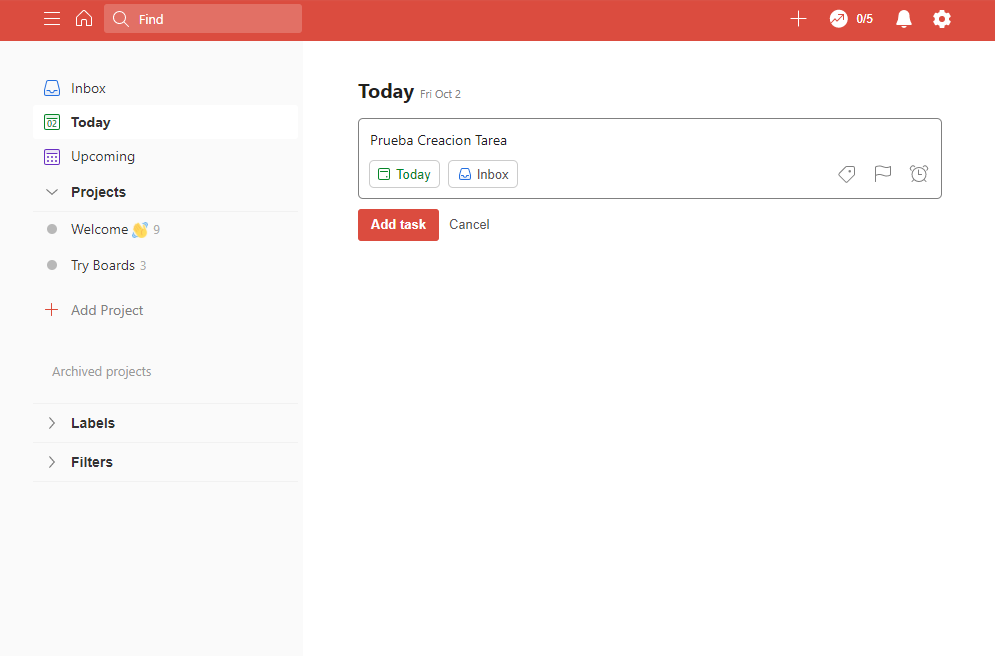 Find
0/5
Inbox
02 Today
Upcoming
Projects
Welcome 👋 9
Try Boards 3
Add Project
Archived projects
Labels
Filters
Today Fri Oct 2
Prueba Creacion Tarea
Today Inbox
Add task Cancel